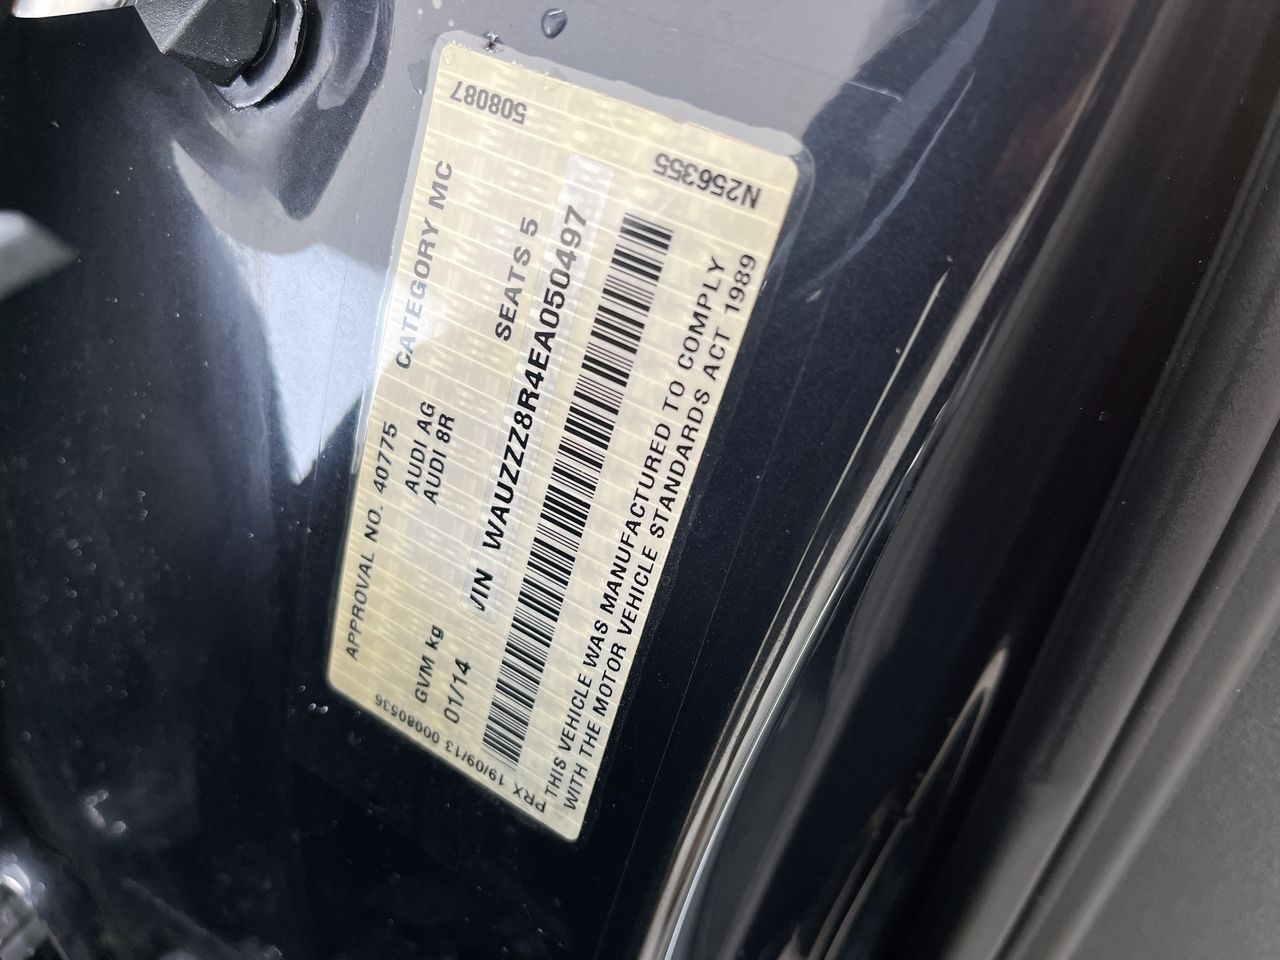 508087
N256355
APPROVAL NO. 40775 CATEGORY MC
AUDI AG
AUDI 8R
GVM kg SEATS 5
01/14
VIN WAUZZZ8R4EA050497
THIS VEHICLE WAS MANUFACTURED TO COMPLY
WITH THE MOTOR VEHICLE STANDARDS ACT 1989
PRX 19/09/13 00080536